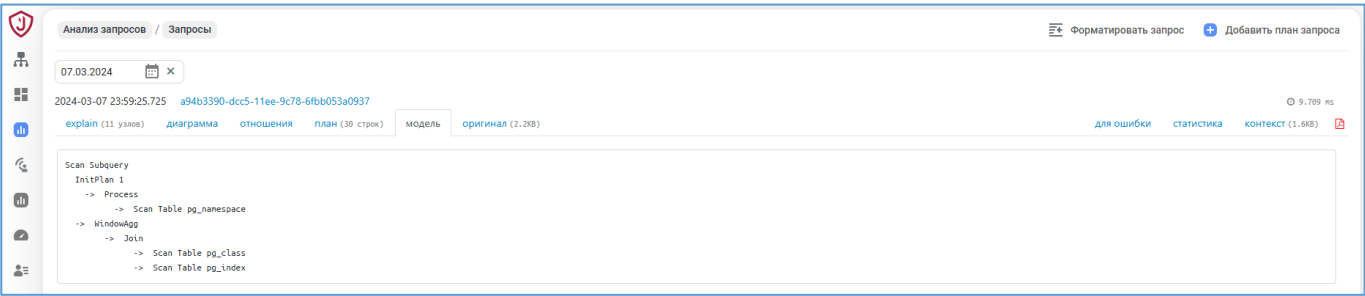 Анализ запросов / Запросы
Форматировать запрос
Добавить план запроса
07.03.2024
2024-03-07 23:59:25.725 a94b3390-dcc5-11ee-9c78-6fbb053a0937
9.709 ms
explain (11 узлов) диаграмма отношения план (30 строк) модель оригинал (2.2KB) для ошибки статистика контекст (1.6KB)
Scan Subquery
InitPlan 1
-> Process
-> Scan Table pg_namespace
-> WindowAgg
-> Join
-> Scan Table pg_class
-> Scan Table pg_index